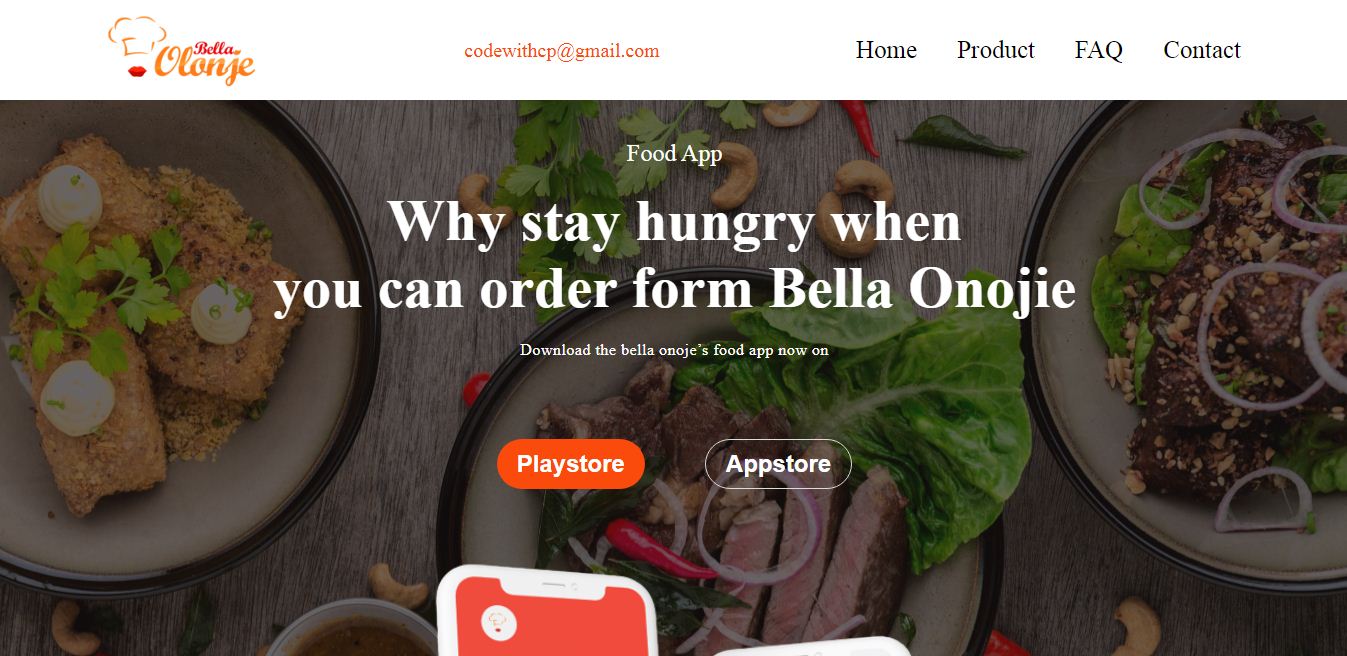 Bella
Olonje
codewithcp@gmail.com
Home
Product
FAQ
Contact
Food App
Why stay hungry when
you can order form Bella Onojie
Download the bella onoje's food app now on
Playstore
Appstore